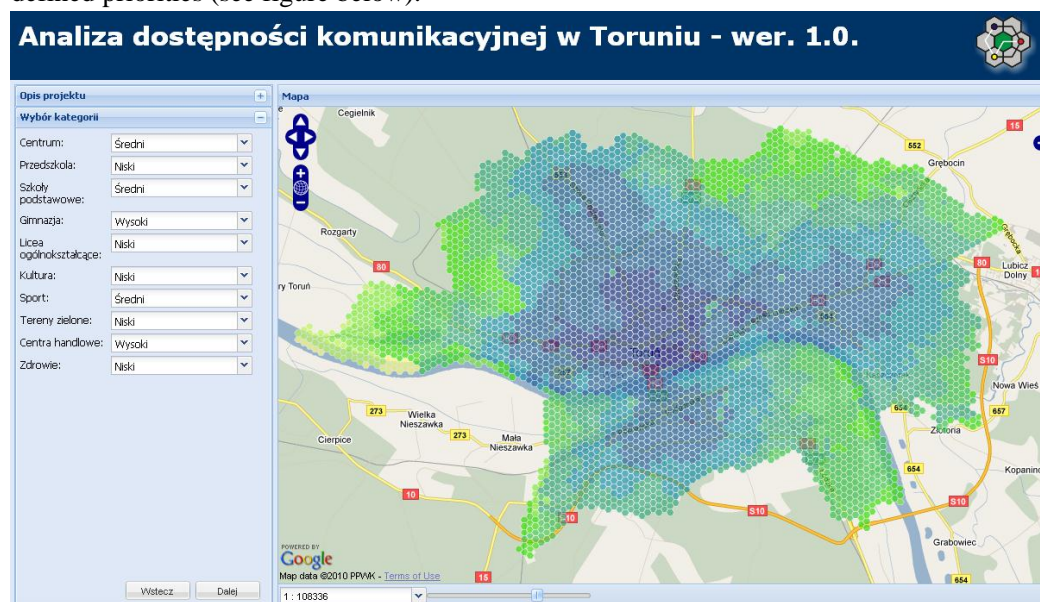 defined priorities (see figure below).
Analiza dostępności komunikacyjnej w Toruniu - wer. 1.0.
Opis projektu
Wybór kategorii
Centrum: Średni
Przedszkola: Niski
Szkoły podstawowe: Średni
Gimnazja: Wysoki
Licea ogólnokształcące: Niski
Kultura: Niski
Sport: Średni
Tereny zielone: Niski
Centra handlowe: Wysoki
Zdrowie: Niski
Wstecz Dalej
Mapa
Cegielnik
15
552
Grębocin
Rozgarty
80
80
Lubicz Dolny
ry Toruń
Toruń
S10
Nowa Wieś
273
Wielka Nieszawka
657
Złotoria
273
Mała Nieszawka
Cierpice
654
Kopanino
10
S10
S10
Grabowiec
POWERED BY
Google
Map data ©2010 PPWK - Terms of Use
15
654
1 : 108336